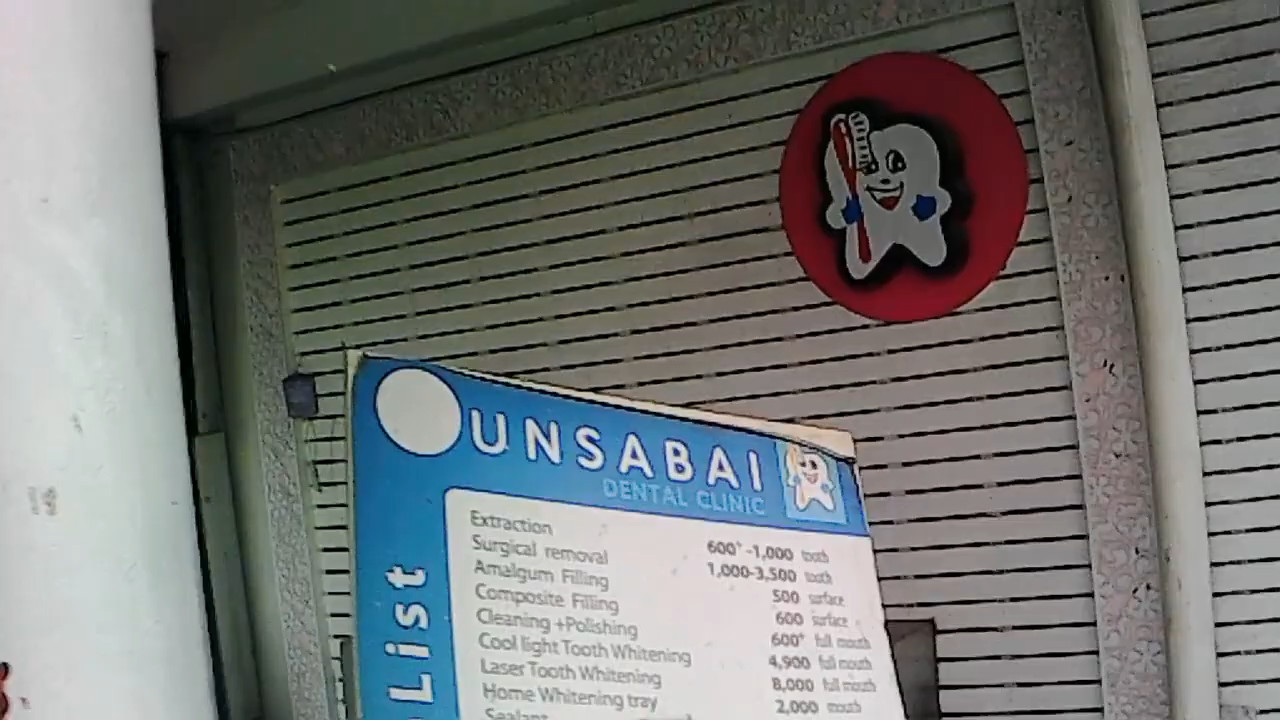 UNSABAI
DENTAL CLINIC
List
Extraction 600+-1,000 tooth
Surgical removal 1,000-3,500 tooth
Amalgum Filling 500 surface
Composite Filling 600 surface
Cleaning +Polishing 600+ full mouth
Cool light Tooth Whitening 4,900 full mouth
Laser Tooth Whitening 8,000 full mouth
Home Whitening tray 2,000 mouth
Sealant